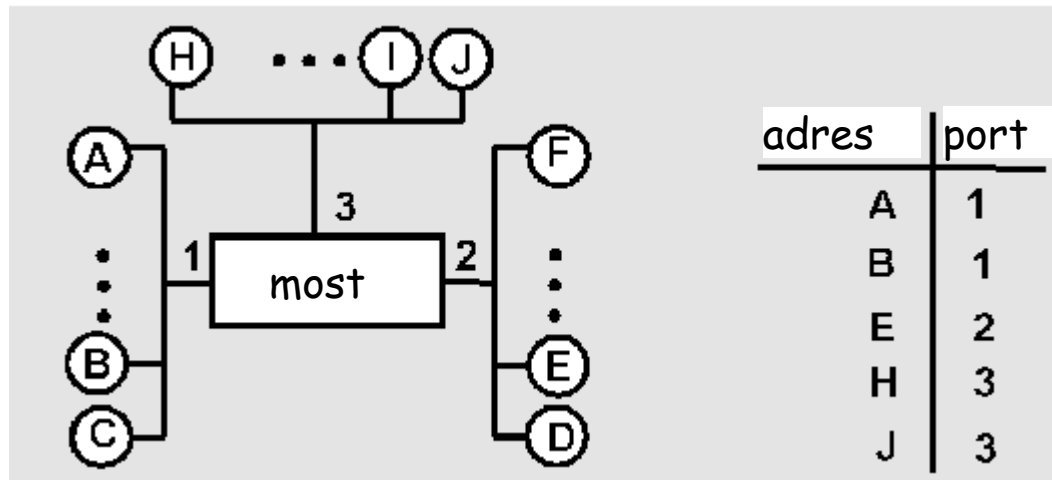 H ... I J
A
F
3
1
most
2
B
E
C
D
adres port
A 1
B 1
E 2
H 3
J 3